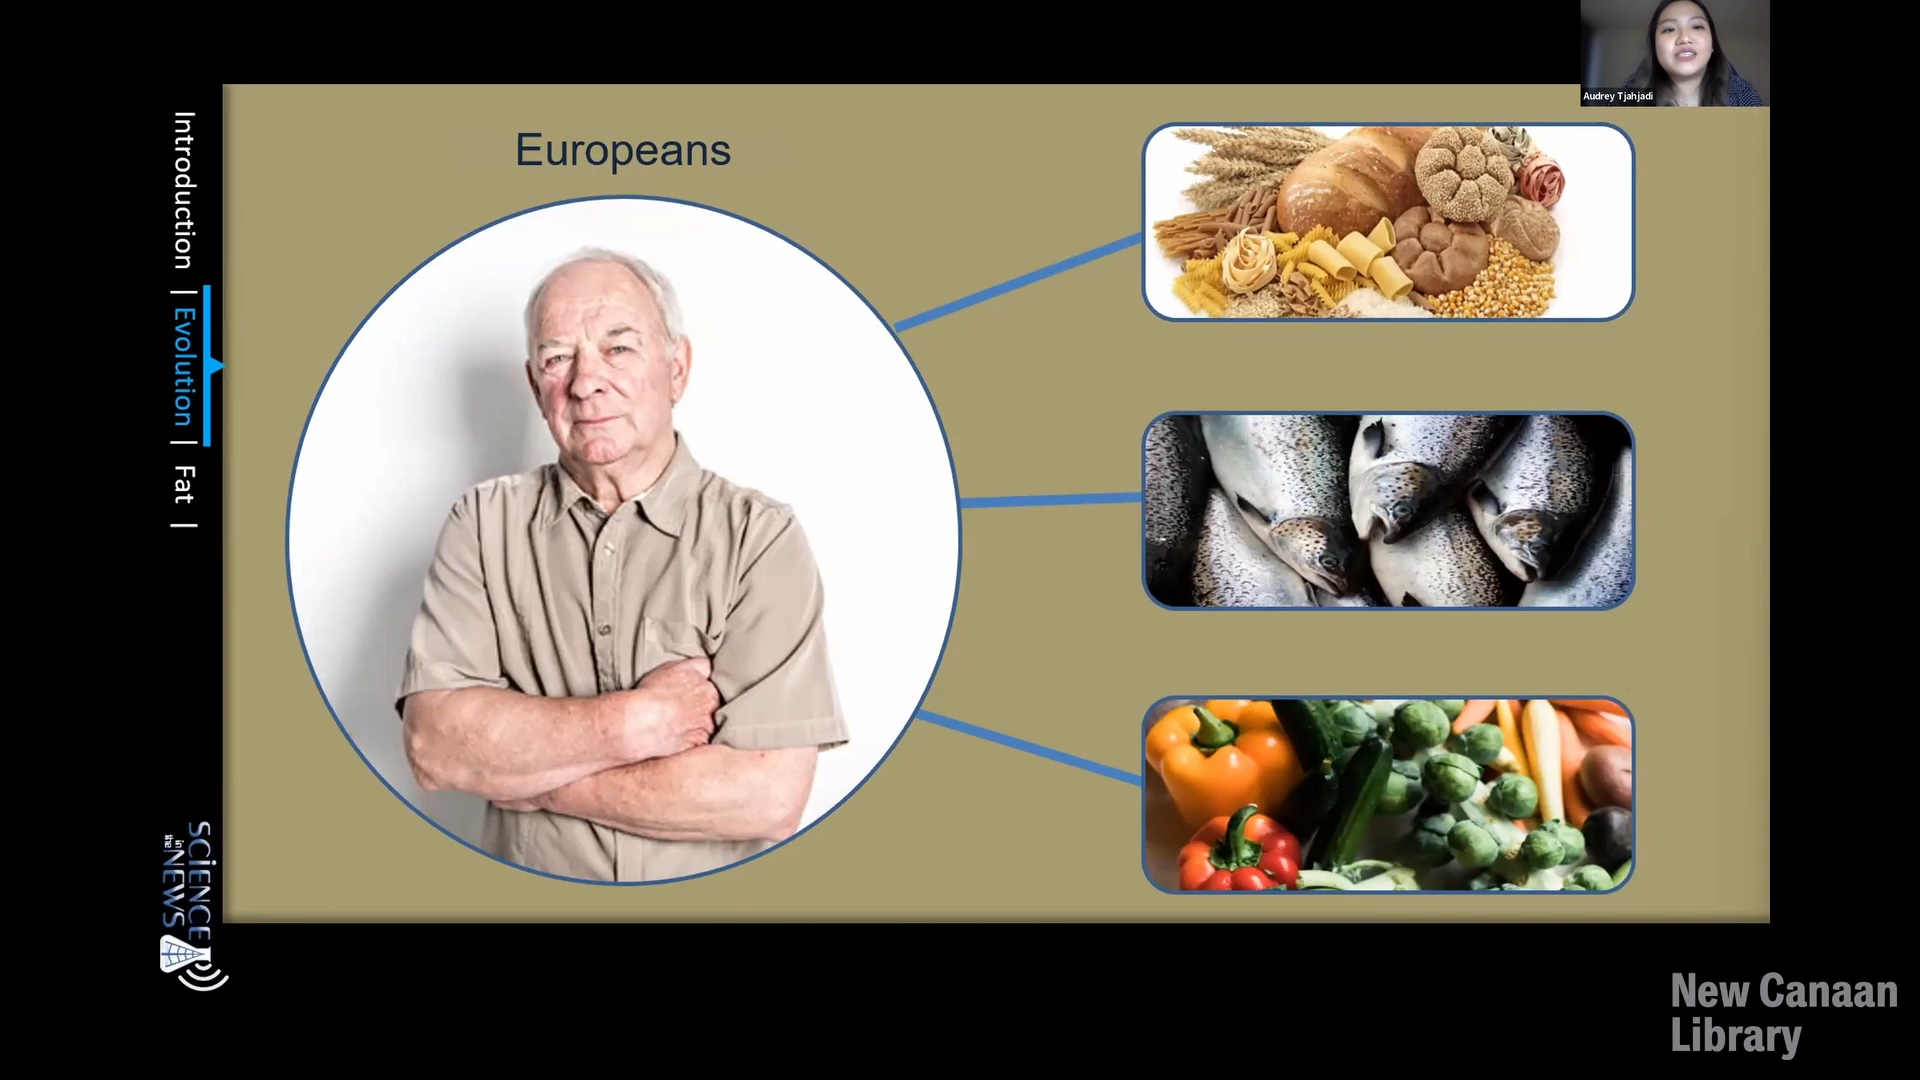 Audrey Tjahjadi
Europeans
Introduction | Evolution | Fat |
SCIENCE
in the NEWS
New Canaan
Library